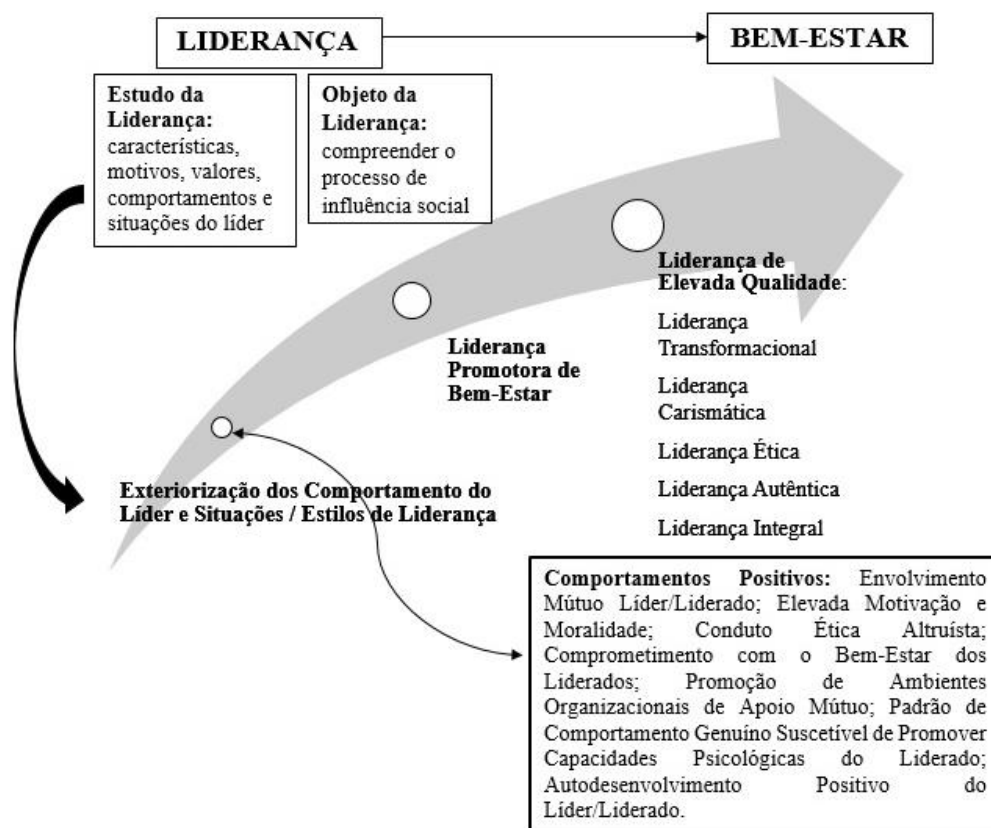 LIDERANÇA
BEM-ESTAR
Estudo da
Liderança:
características,
motivos, valores,
comportamentos e
situações do líder
Objeto da
Liderança:
compreender o
processo de
influência social
Liderança de
Elevada Qualidade:
Liderança
Transformacional
Liderança
Carismática
Liderança Ética
Liderança Autêntica
Liderança Integral
Liderança
Promotora de
Bem-Estar
Exteriorização dos Comportamento do
Líder e Situações / Estilos de Liderança
Comportamentos Positivos: Envolvimento
Mútuo Líder/Liderado; Elevada Motivação e
Moralidade; Conduto Ética Altruísta;
Comprometimento com o Bem-Estar dos
Liderados; Promoção de Ambientes
Organizacionais de Apoio Mútuo; Padrão de
Comportamento Genuíno Suscetível de Promover
Capacidades Psicológicas do Liderado;
Autodesenvolvimento Positivo do
Líder/Liderado.